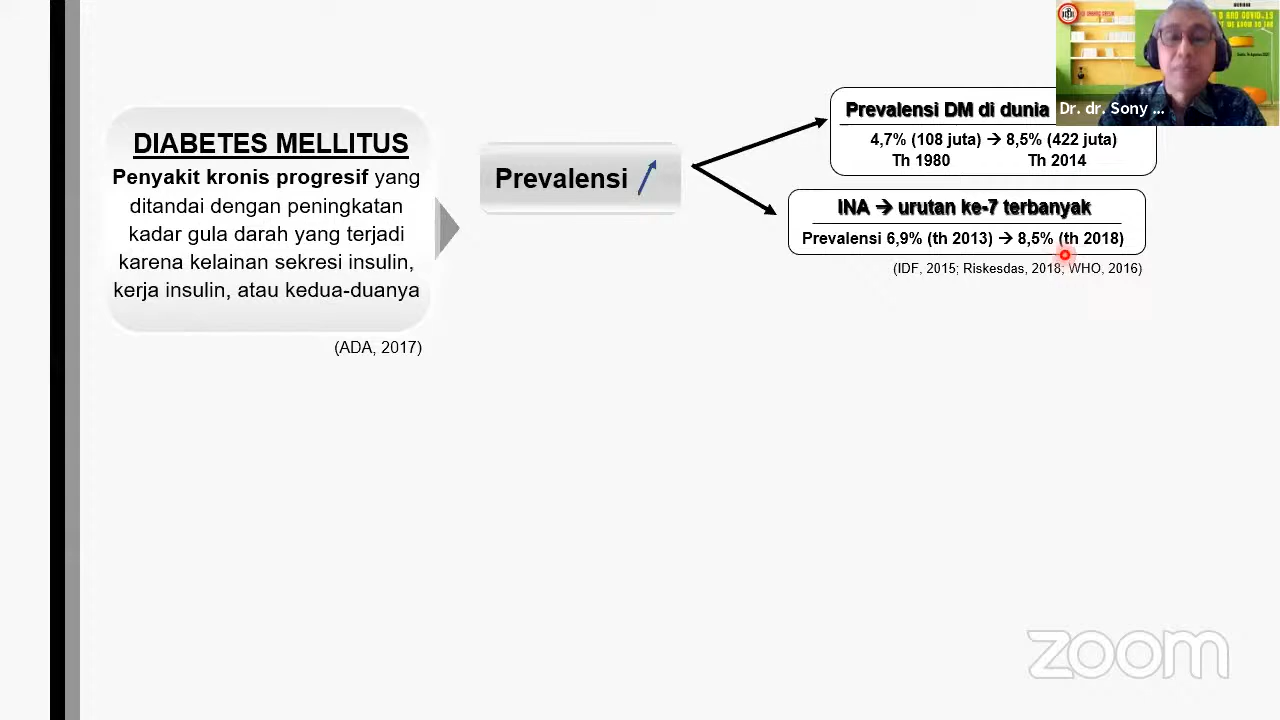 DIABETES MELLITUS
Penyakit kronis progresif yang
ditandai dengan peningkatan
kadar gula darah yang terjadi
karena kelainan sekresi insulin,
kerja insulin, atau kedua-duanya
(ADA, 2017)
Prevalensi
Prevalensi DM di dunia
4,7% (108 juta) → 8,5% (422 juta)
Th 1980 Th 2014
INA → urutan ke-7 terbanyak
Prevalensi 6,9% (th 2013) → 8,5% (th 2018)
(IDF, 2015; Riskesdas, 2018; WHO, 2016)
Dr. dr. Sony ...
zoom